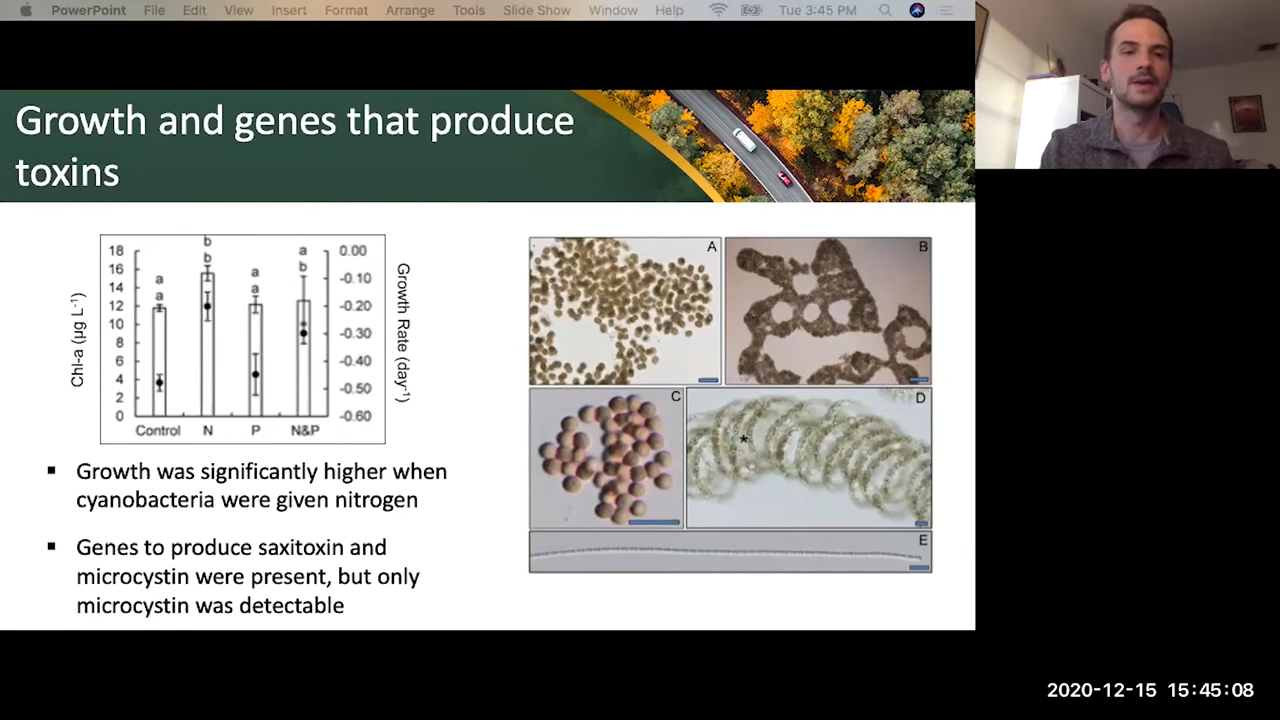 PowerPoint File Edit View Insert Format Arrange Tools Slide Show Window Help Tue 3:45 PM
Growth and genes that produce
toxins
18
16
14
12
10
8
6
4
2
0
Chl-a (µg L-1)
a
a
b
b
a
a
a
b
0.00
-0.10
-0.20
-0.30
-0.40
-0.50
-0.60
Growth Rate (day-1)
Control N P N&P
A
B
C
D
*
E
▪ Growth was significantly higher when
cyanobacteria were given nitrogen
▪ Genes to produce saxitoxin and
microcystin were present, but only
microcystin was detectable
2020-12-15 15:45:08